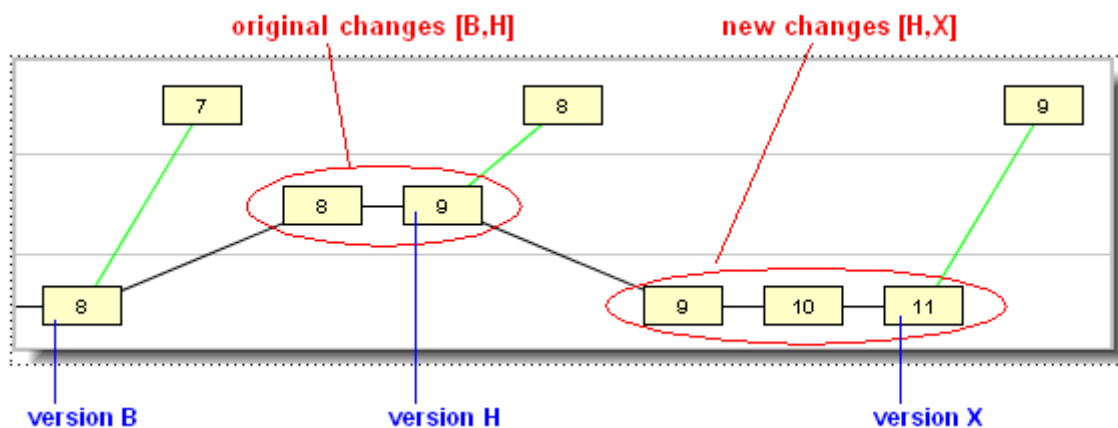 original changes [B,H] new changes [H,X]
7 8 9
8 9
8 9 10 11
version B version H version X